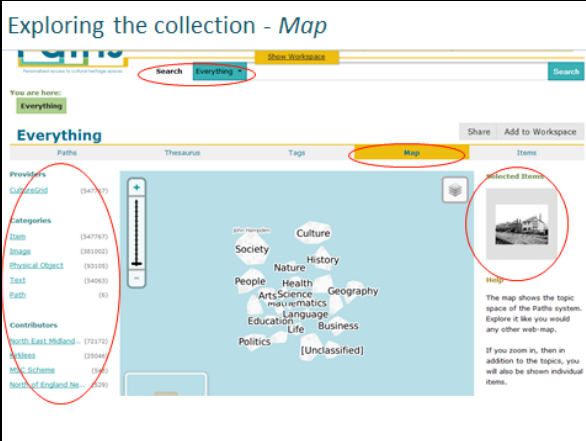 Exploring the collection - Map
Personalised access to cultural heritage spaces
Show Workspace
Search Everything Search
You are here:
Everything
Everything
Share Add to Workspace
Paths Thesaurus Tags Map Items
Providers
CultureGrid (547767)
Categories
Item (547767)
Image (381002)
Physical Object (93105)
Text (54063)
Path (6)
Contributors
North East Midland... (72172)
Kirklees (25046)
MSC Scheme
North of England Ne... (529)
+
-
John Hampden
Culture
Society
History
Nature
People Health
Geography
Arts Science
Mathematics
Language
Education
Life Business
Politics
[Unclassified]
Selected Items
Help
The map shows the topic
space of the Paths system.
Explore it like you would
any other web-map.
If you zoom in, then in
addition to the topics, you
will also be shown individual
items.